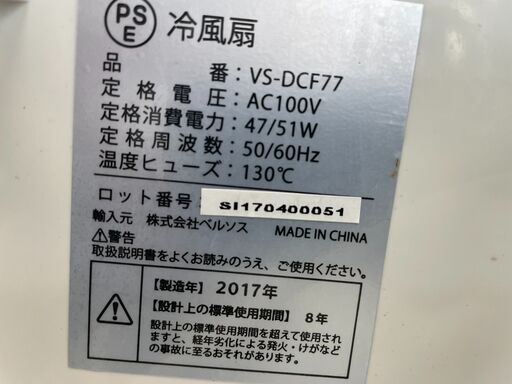 PS
E 冷風扇
品番：VS-DCF77
定格電圧：AC100V
定格消費電力：47/51W
定格周波数：50/60Hz
温度ヒューズ：130℃
ロット番号：SI170400051
輸入元 株式会社ベルソス MADE IN CHINA
⚠警告
取扱説明書をよくお読みのうえ、ご使用ください。
【製造年】2017年
【設計上の標準使用期間】8年
設計上の標準使用期間を超えて使用され
ますと、経年劣化による発火・けがなど
の事故に至るおそれがあります。